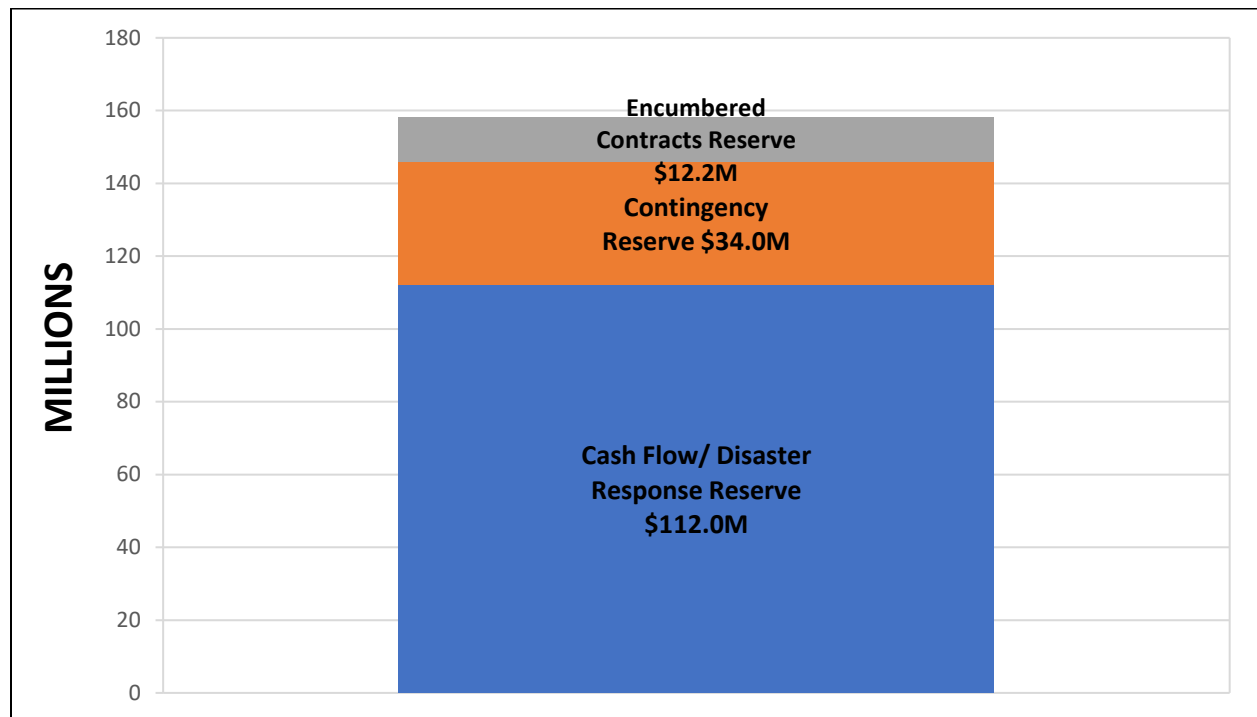 180
160
140
120
100
80
60
40
20
0
MILLIONS
Encumbered
Contracts Reserve
$12.2M
Contingency
Reserve $34.0M
Cash Flow/ Disaster
Response Reserve
$112.0M